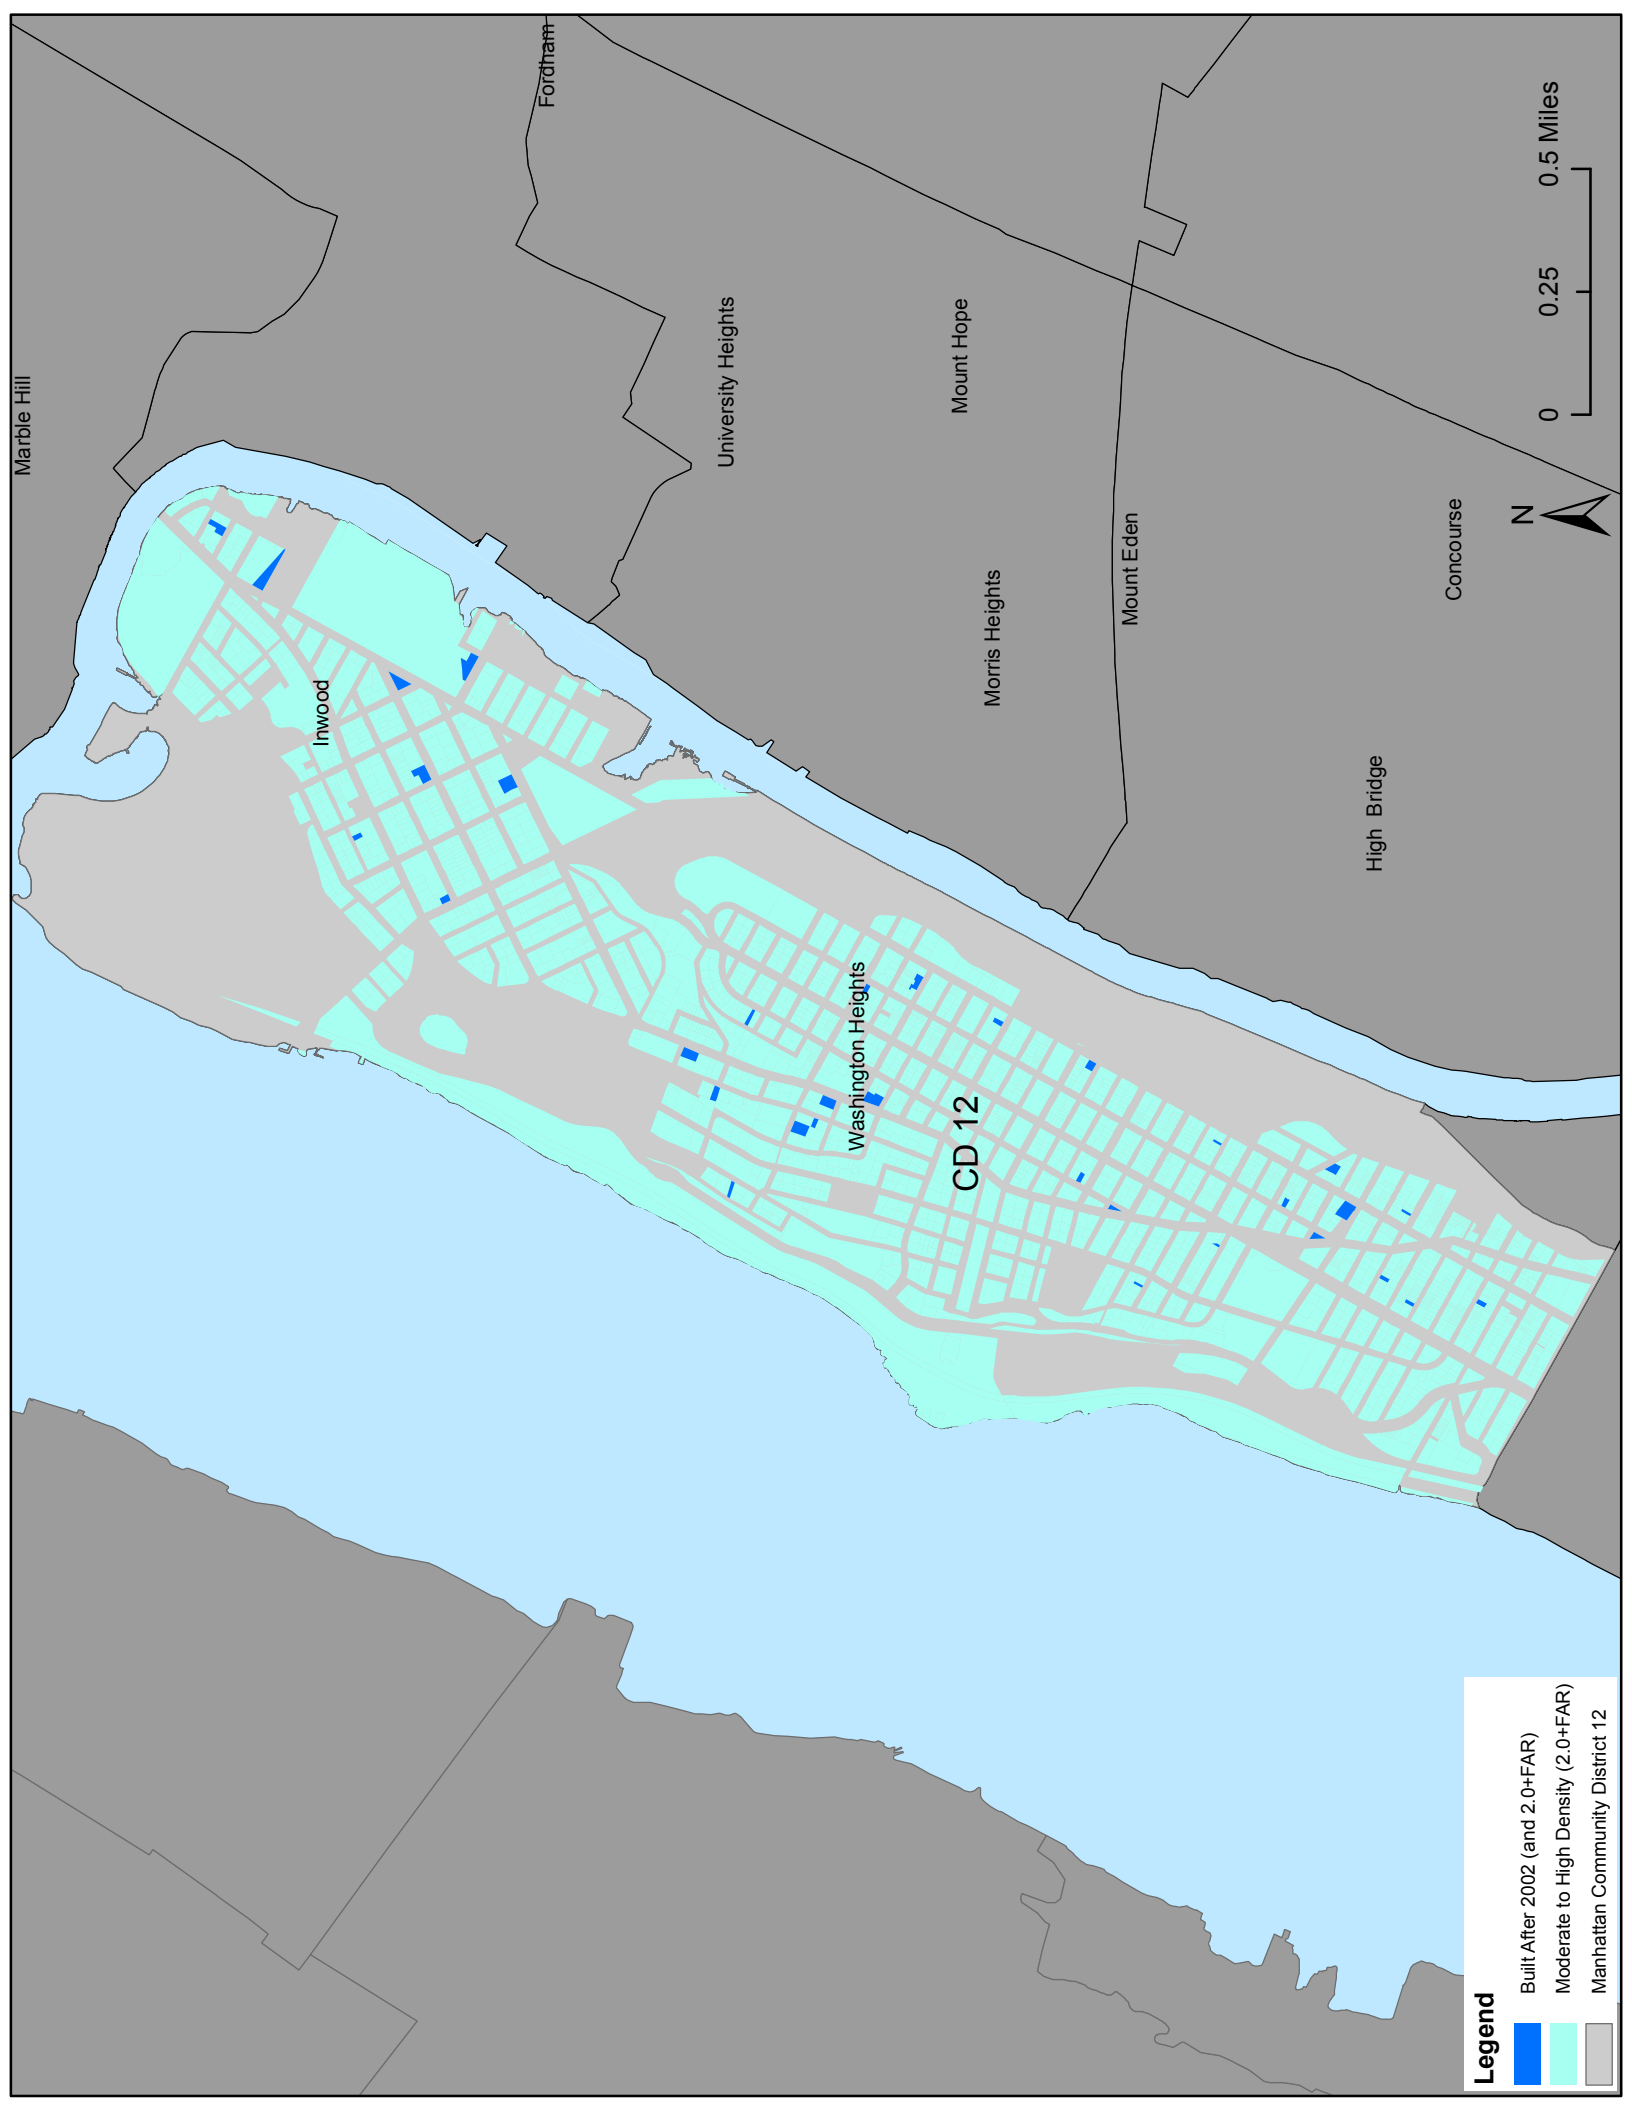 Marble Hill
Fordham
Inwood
University Heights
Mount Hope
Washington Heights
CD 12
Morris Heights
Mount Eden
High Bridge
Concourse
N
0 0.25 0.5 Miles
Legend
Built After 2002 (and 2.0+FAR)
Moderate to High Density (2.0+FAR)
Manhattan Community District 12